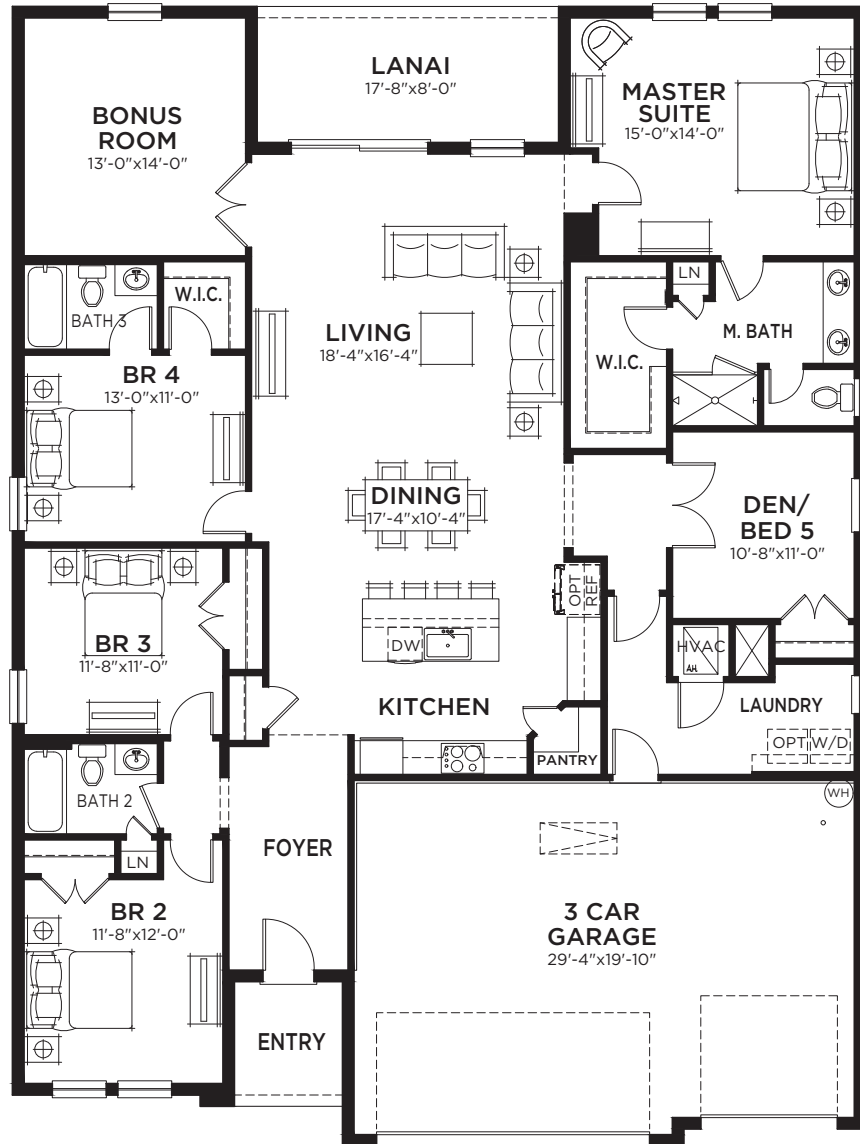 LANAI
17'-8"x8'-0"
BONUS
ROOM
13'-0"x14'-0"
MASTER
SUITE
15'-0"x14'-0"
BATH 3
W.I.C.
LN
M. BATH
W.I.C.
LIVING
18'-4"x16'-4"
BR 4
13'-0"x11'-0"
DINING
17'-4"x10'-4"
DEN/
BED 5
10'-8"x11'-0"
OPT
REF
BR 3
11'-8"x11'-0"
DW
HVAC
AH.
KITCHEN
LAUNDRY
PANTRY
OPT W/D
BATH 2
WH
LN
FOYER
BR 2
11'-8"x12'-0"
3 CAR
GARAGE
29'-4"x19'-10"
ENTRY